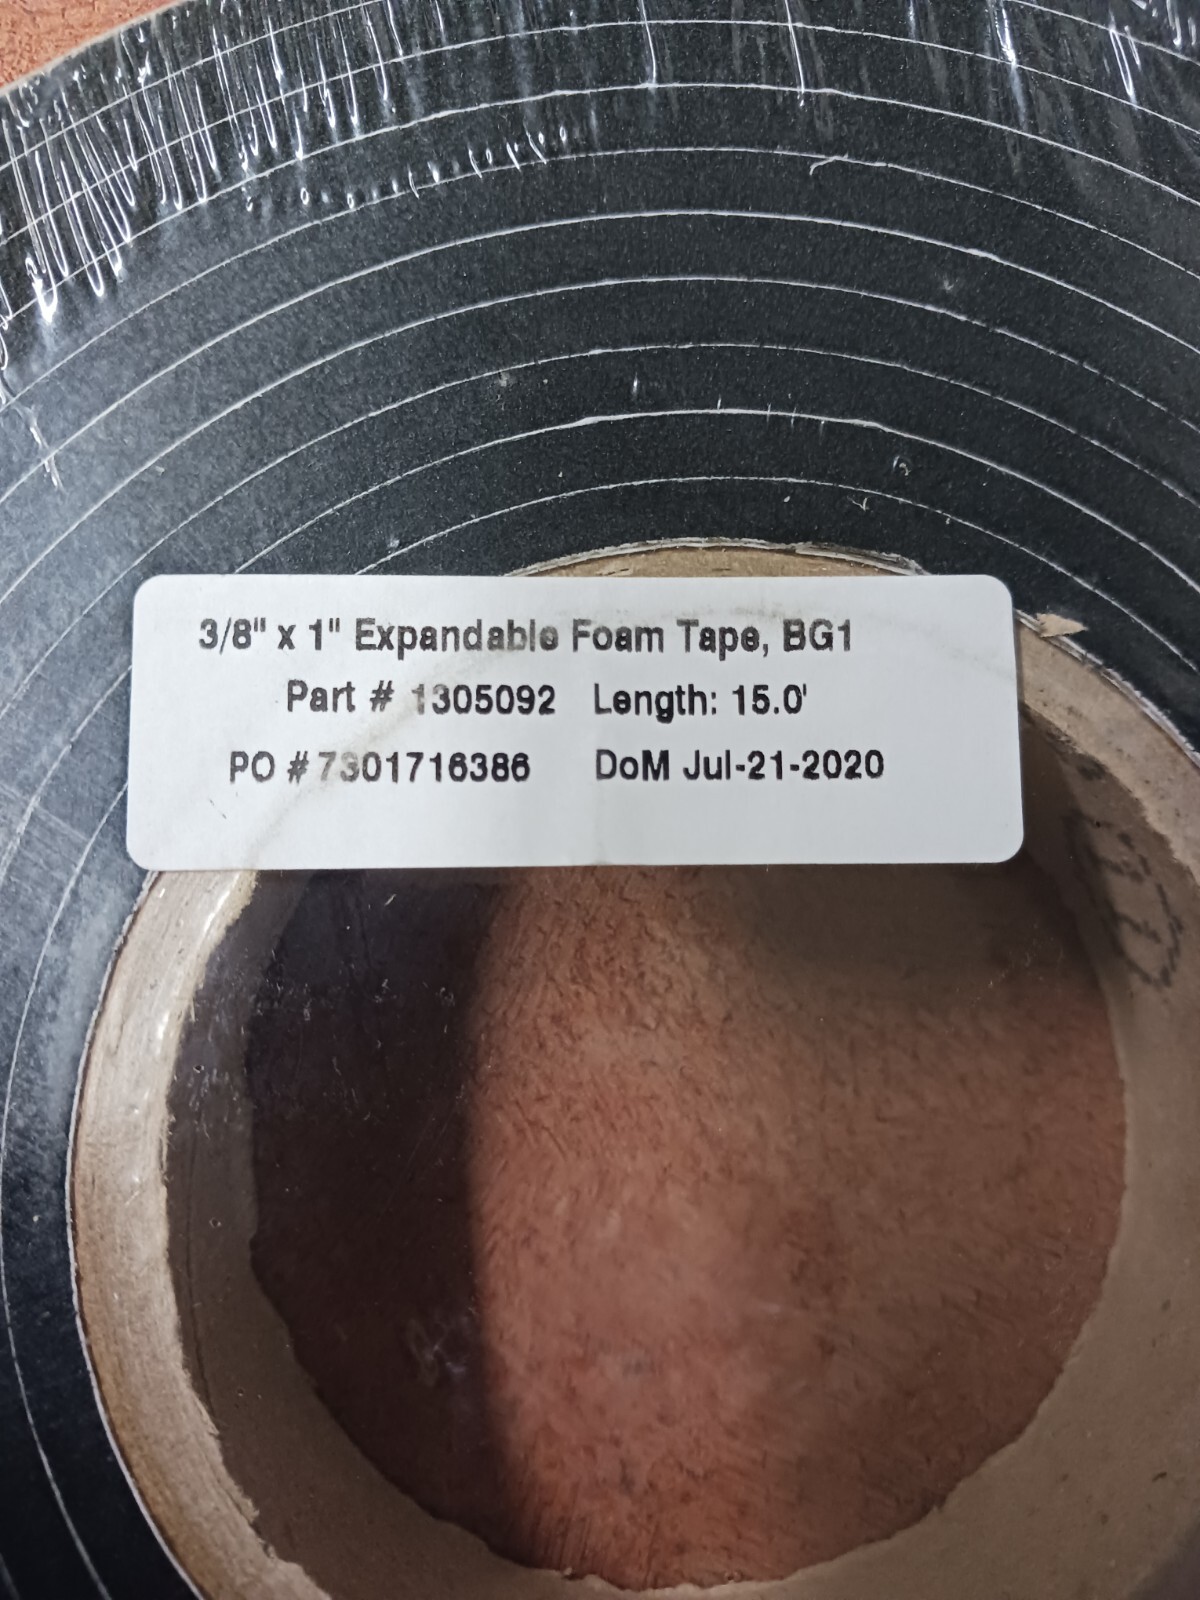 3/8" x 1" Expandable Foam Tape, BG1
Part # 1305092 Length: 15.0'
PO # 7301716386 DoM Jul-21-2020